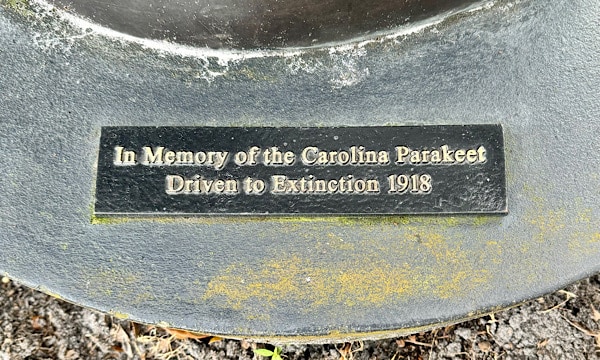 In Memory of the Carolina Parakeet
Driven to Extinction 1918